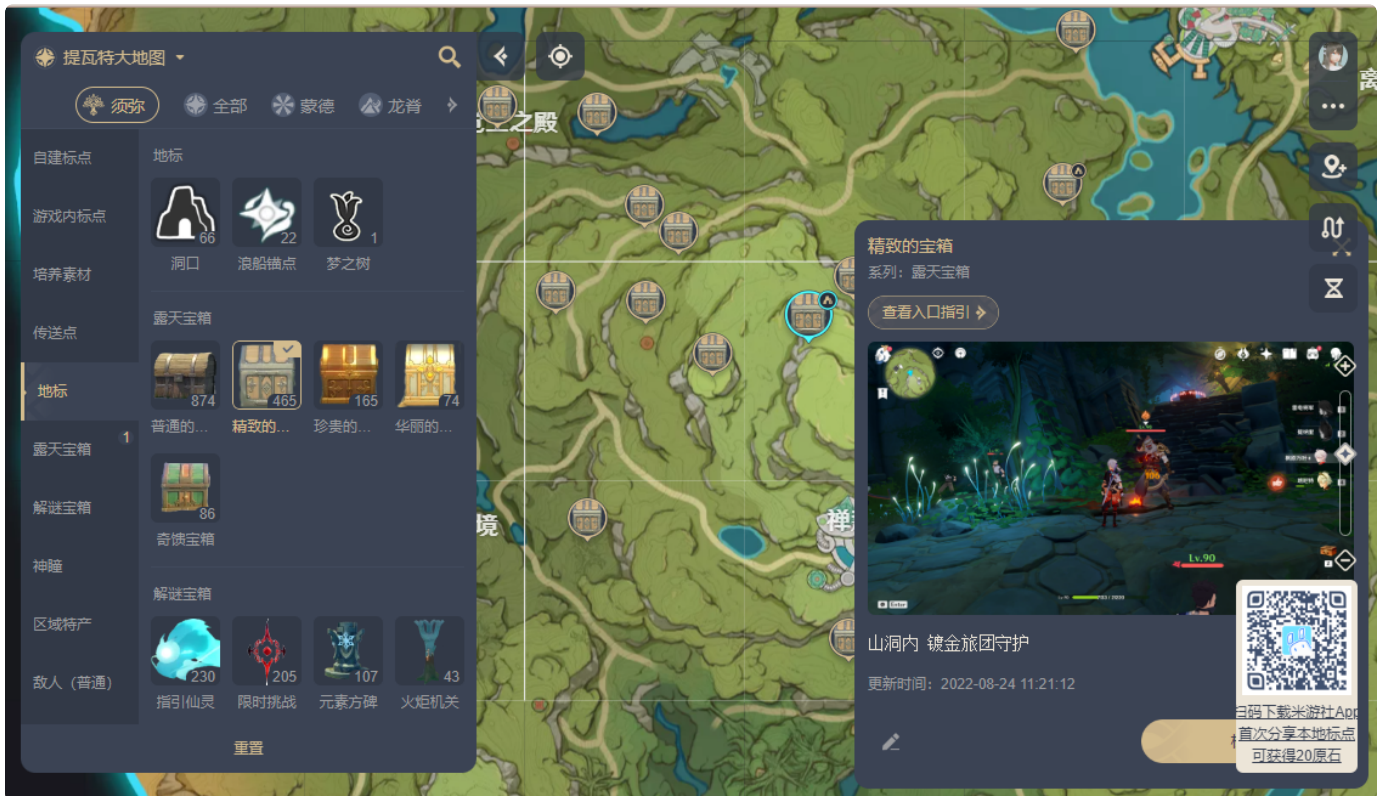 提瓦特大地图
须弥
全部
蒙德
龙脊
自建标点
游戏内标点
培养素材
传送点
地标
露天宝箱
1
解谜宝箱
神瞳
区域特产
敌人（普通）
地标
66
22
1
洞口
浪船锚点
梦之树
露天宝箱
874
465
165
74
普通的...
精致的...
珍贵的...
华丽的...
86
奇馈宝箱
解谜宝箱
230
205
107
43
指引仙灵
限时挑战
元素方碑
火炬机关
重置
之殿
境
禅
离
精致的宝箱
系列：露天宝箱
查看入口指引
106
Lv.90
Enter
山洞内 镀金旅团守护
更新时间：2022-08-24 11:21:12
扫码下载米游社App
首次分享本地标点
可获得20原石